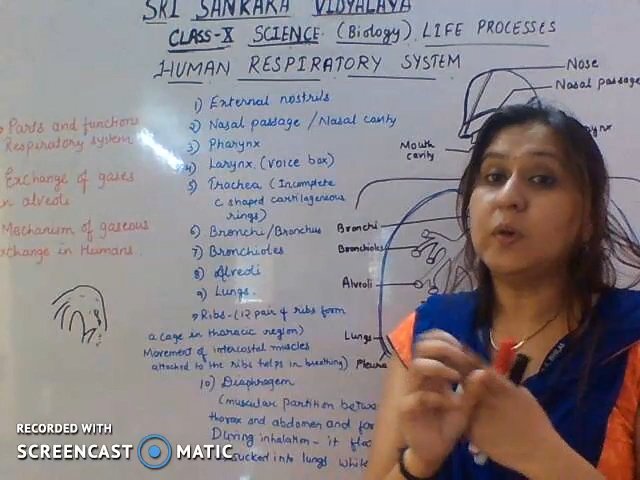 SRI SANKARA VIDYALAYA
CLASS-X SCIENCE (Biology) LIFE PROCESSES
HUMAN RESPIRATORY SYSTEM
Parts and functions
Respiratory system
Exchange of gases
in alveoli
Mechanism of gaseous
exchange in Humans.
1) External nostrils
2) Nasal passage / Nasal cavity
3) Pharynx
4) Larynx (voice box)
5) Trachea (Incomplete
C shaped cartilageneous
rings)
6) Bronchi/Bronchus
7) Bronchioles
8) Alveoli
9) Lungs
Ribs - (12 pair of ribs form
a cage in thoracic region)
Movement of intercostal muscles
attached to the ribs helps in breathing)
10) Diaphragm
(muscular partition betwe
thorax and abdomen and for
During inhalation - it fla
sucked into lungs while
Nose
Nasal passage
Mouth
cavity
Bronchi
Bronchioles
Alveoli
Lungs
Pleura
RECORDED WITH
SCREENCAST MATIC